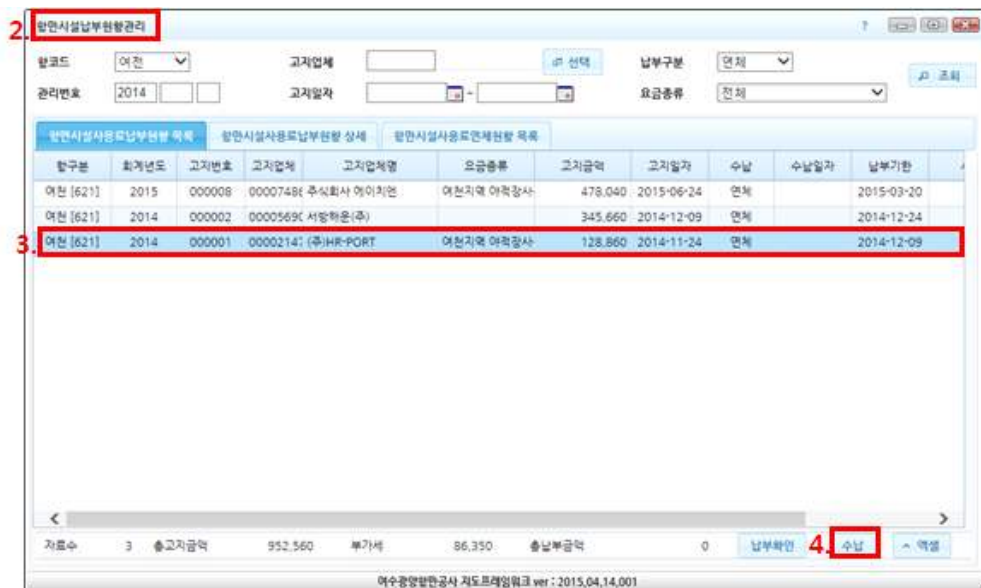 2. 항만시설납부현황관리 ?
항코드 여천 고지업체 선택 납부구분 연체 조회
관리번호 2014 고지일자 - 요금종류 전체
항만시설사용료납부현황 목록 항만시설사용료납부현황 상세 항만시설사용료연체현황 목록
항구분 회계년도 고지번호 고지업체 고지업체명 요금종류 고지금액 고지일자 수납 수납일자 납부기한
여천 [621] 2015 000008 0000748 주식회사 에이치엔 여천지역 야적장사 478,040 2015-06-24 연체 2015-03-20
여천 [621] 2014 000002 0000569 서방해운(주) 345,660 2014-12-09 연체 2014-12-24
3. 여천 [621] 2014 000001 0000214 (주)HR-PORT 여천지역 야적장사 128,860 2014-11-24 연체 2014-12-09
자료수 3 총고지금액 952,560 부가세 86,350 총납부금액 0 납부확인 4. 수납 엑셀
여수광양항만공사 지도프레임워크 ver : 2015.04.14.001